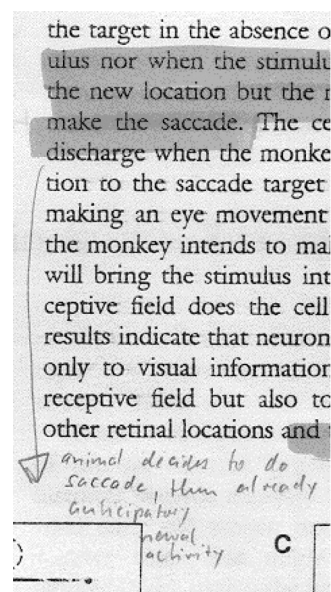 the target in the absence o
ulus nor when the stimulu
the new location but the
make the saccade. The ce
discharge when the monke
tion to the saccade target
making an eye movement
the monkey intends to ma
will bring the stimulus int
ceptive field does the cell
results indicate that neuron
only to visual information
receptive field but also to
other retinal locations and
animal decides to do
saccade, then already
anticipatory
neural
activity
C